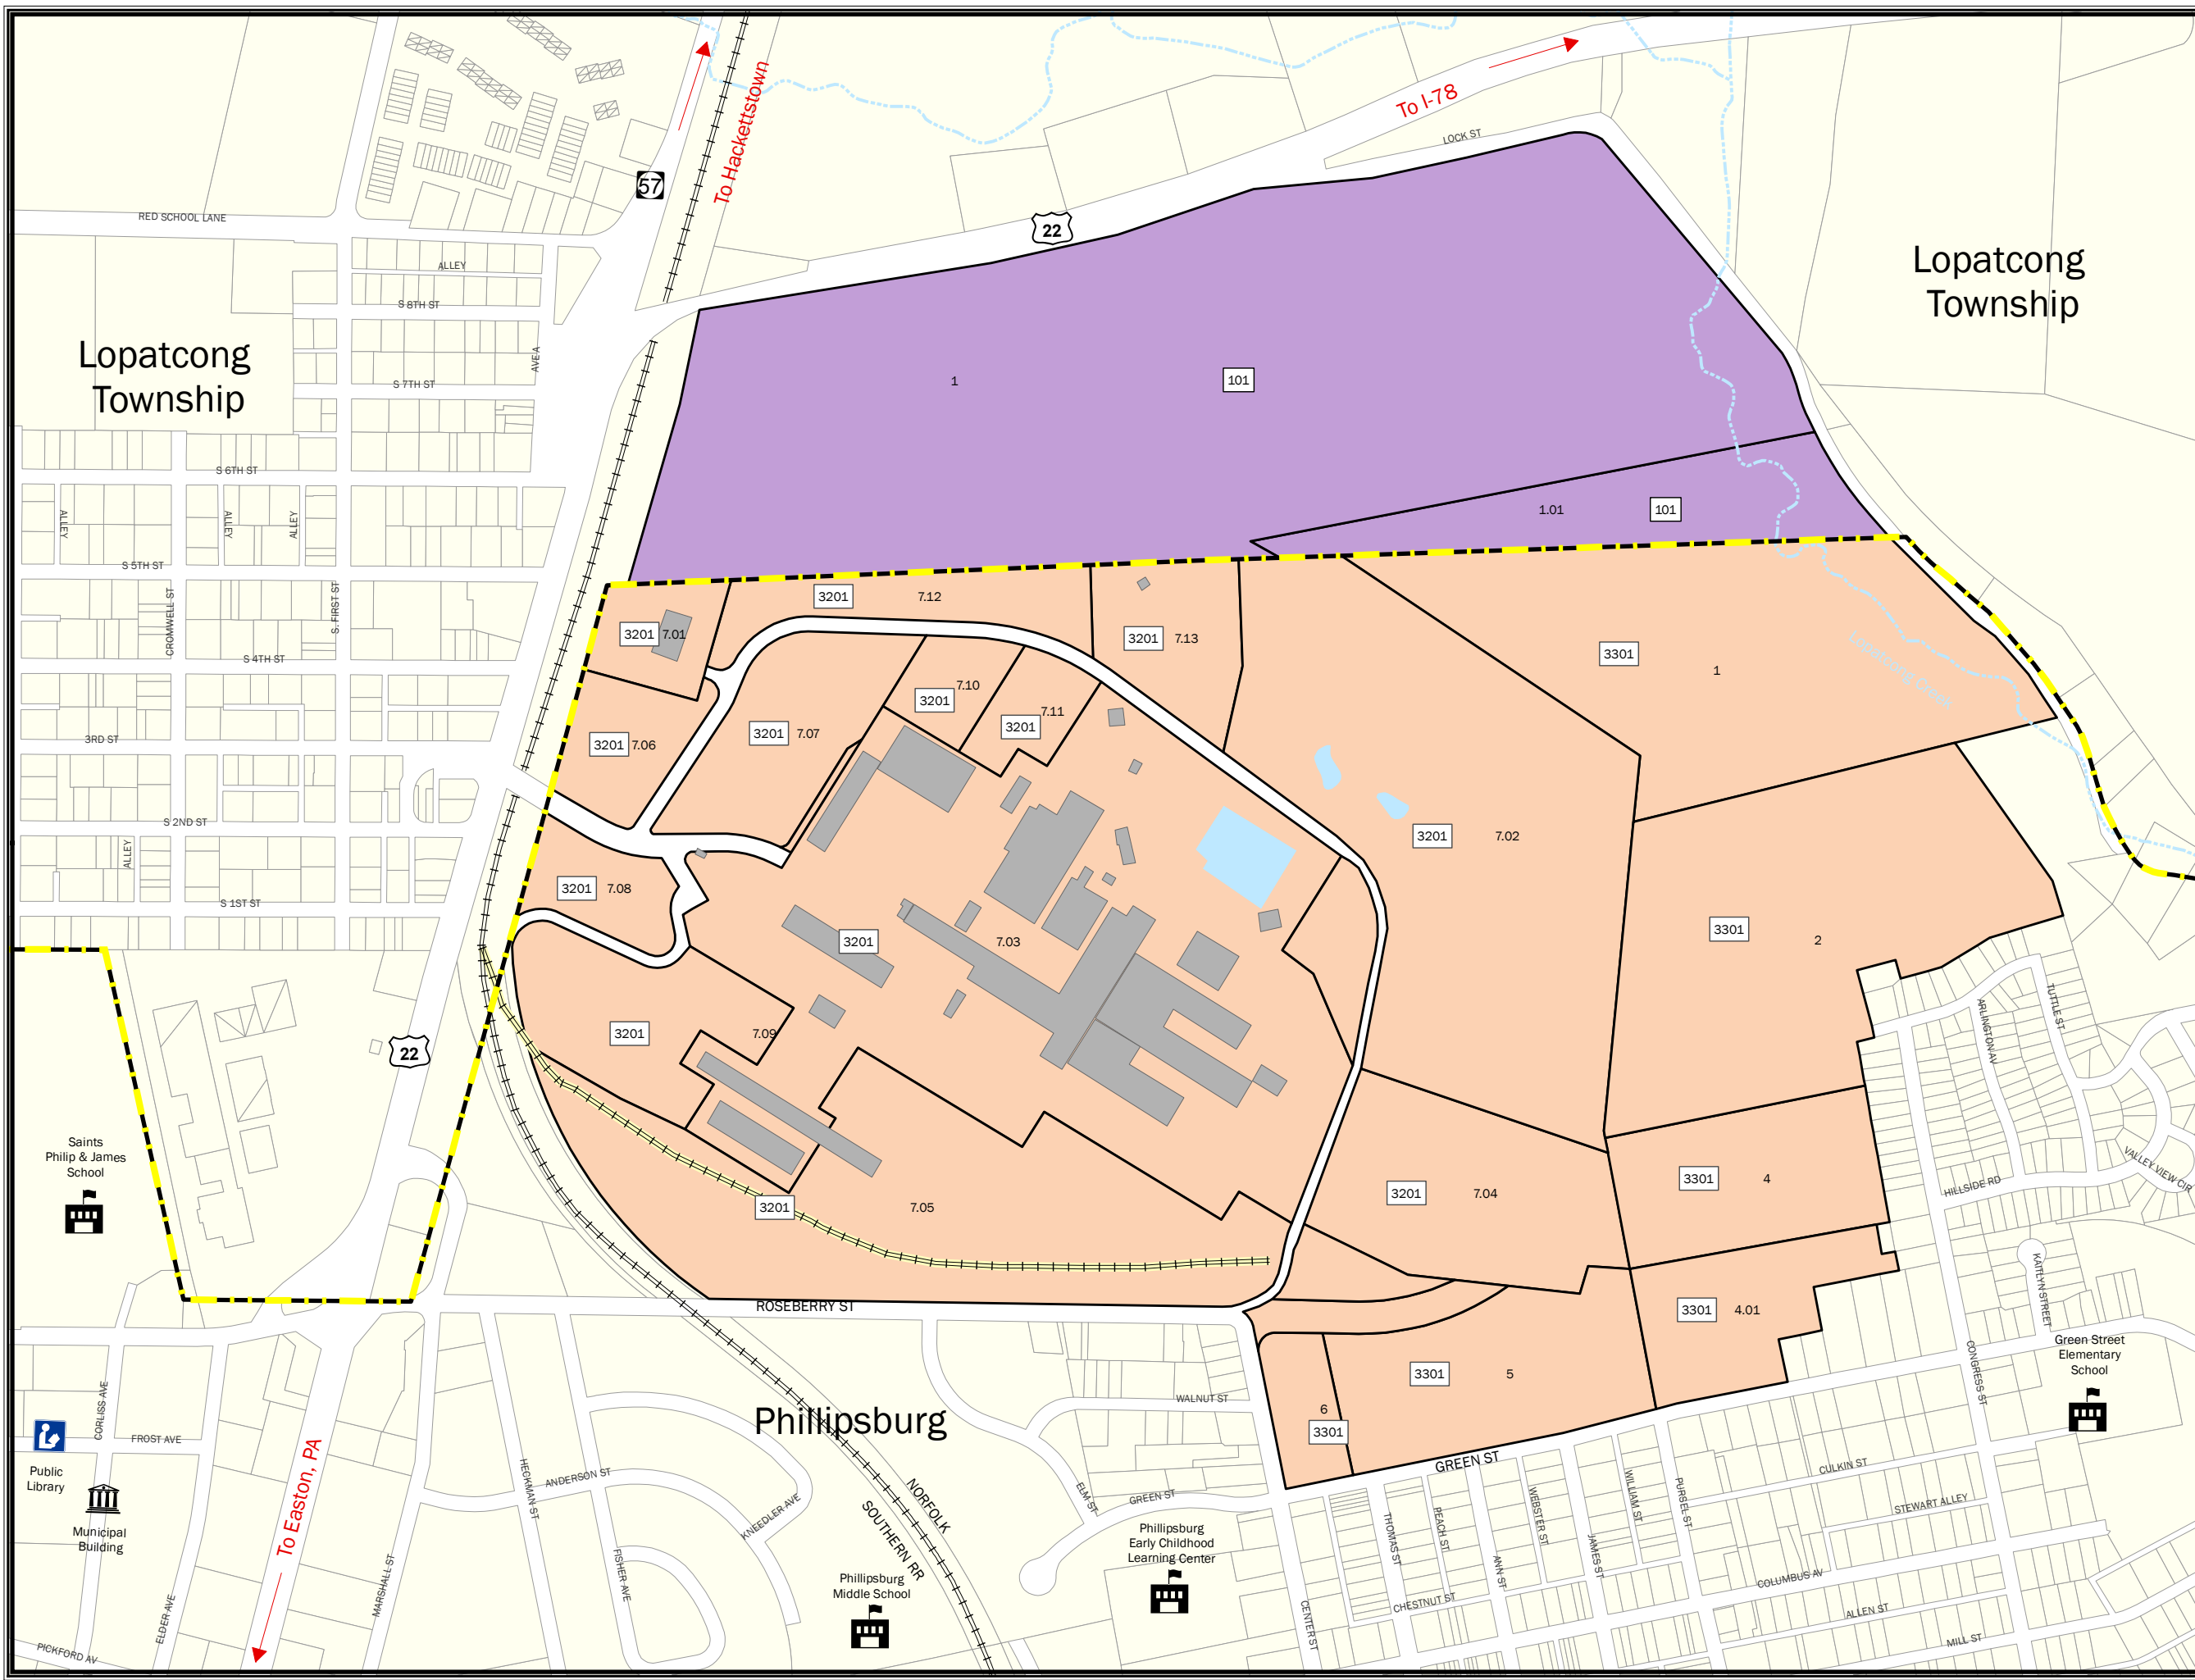 To Hackettstown
57
To I-78
LOCK ST
RED SCHOOL LANE
22
ALLEY
S 8TH ST
Lopatcong
Township
Lopatcong
Township
AVE A
S 7TH ST
1
101
S 6TH ST
1.01
101
ALLEY
ALLEY
ALLEY
S 5TH ST
CROMWELL ST
S. FIRST ST
3201
7.12
3201
7.01
3201
7.13
3301
1
Lopatcong Creek
S 4TH ST
7.10
3201
7.11
3201
3RD ST
3201
7.06
3201
7.07
S 2ND ST
3201
7.02
ALLEY
3201
7.08
S 1ST ST
3201
7.03
3301
2
ARLINGTON AV
TUTTLE ST
22
3201
7.09
Saints
Philip & James
School
3201
7.05
3201
7.04
3301
4
HILLSIDE RD
VALLEY VIEW CIR
KAITLYN STREET
ROSEBERRY ST
3301
4.01
CONGRESS ST
Green Street
Elementary
School
3301
5
6
3301
WALNUT ST
Phillipsburg
CORLISS AVE
FROST AVE
Public
Library
Municipal
Building
To Easton, PA
HECKMAN ST
ANDERSON ST
KNEEDLER AVE
NORFOLK
SOUTHERN RR
ELM ST
GREEN ST
GREEN ST
CULKIN ST
STEWART ALLEY
THOMAS ST
PEACH ST
ANN ST
WEBSTER ST
JAMES ST
WILLIAM ST
PURSEL ST
Phillipsburg
Early Childhood
Learning Center
Phillipsburg
Middle School
MARSHALL ST
FISHER AVE
ELDER AVE
PICKFORD AV
CENTER ST
CHESTNUT ST
COLUMBUS AV
ALLEN ST
MILL ST